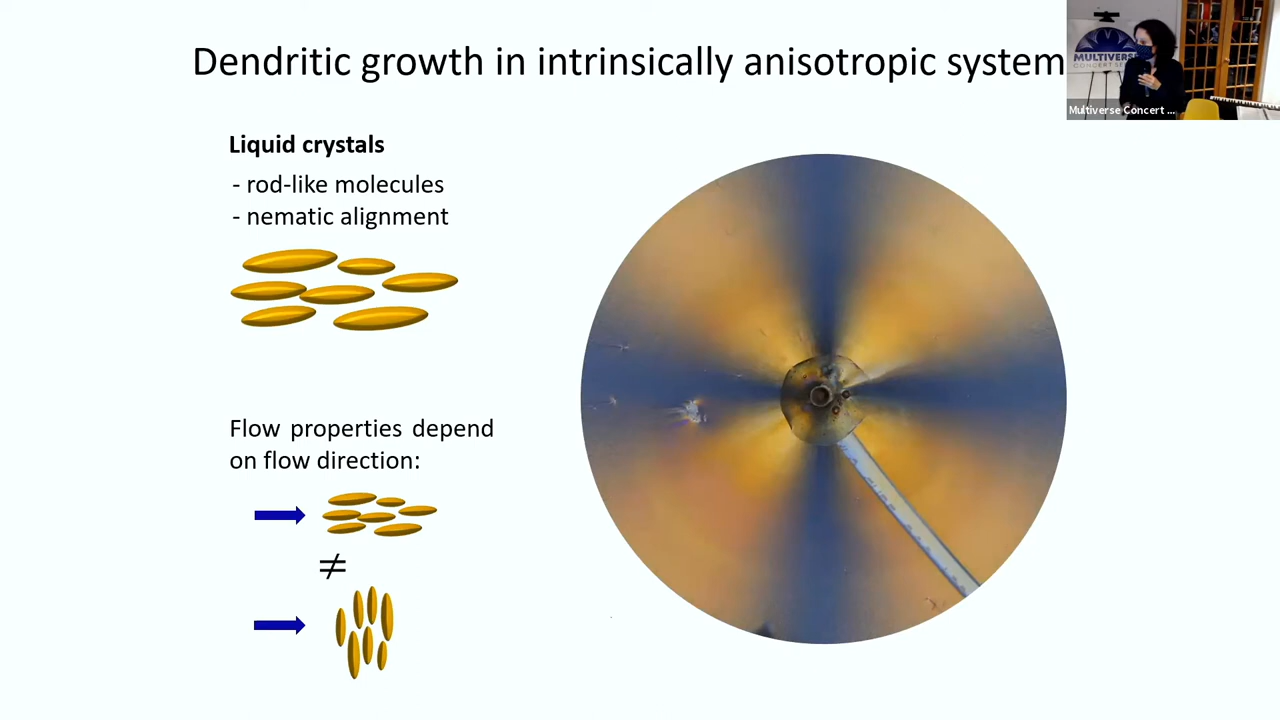 Dendritic growth in intrinsically anisotropic system
Liquid crystals
- rod-like molecules
- nematic alignment
Flow properties depend
on flow direction:
≠
MULTIVERSE
CONCERT SE
Multiverse Concert ...